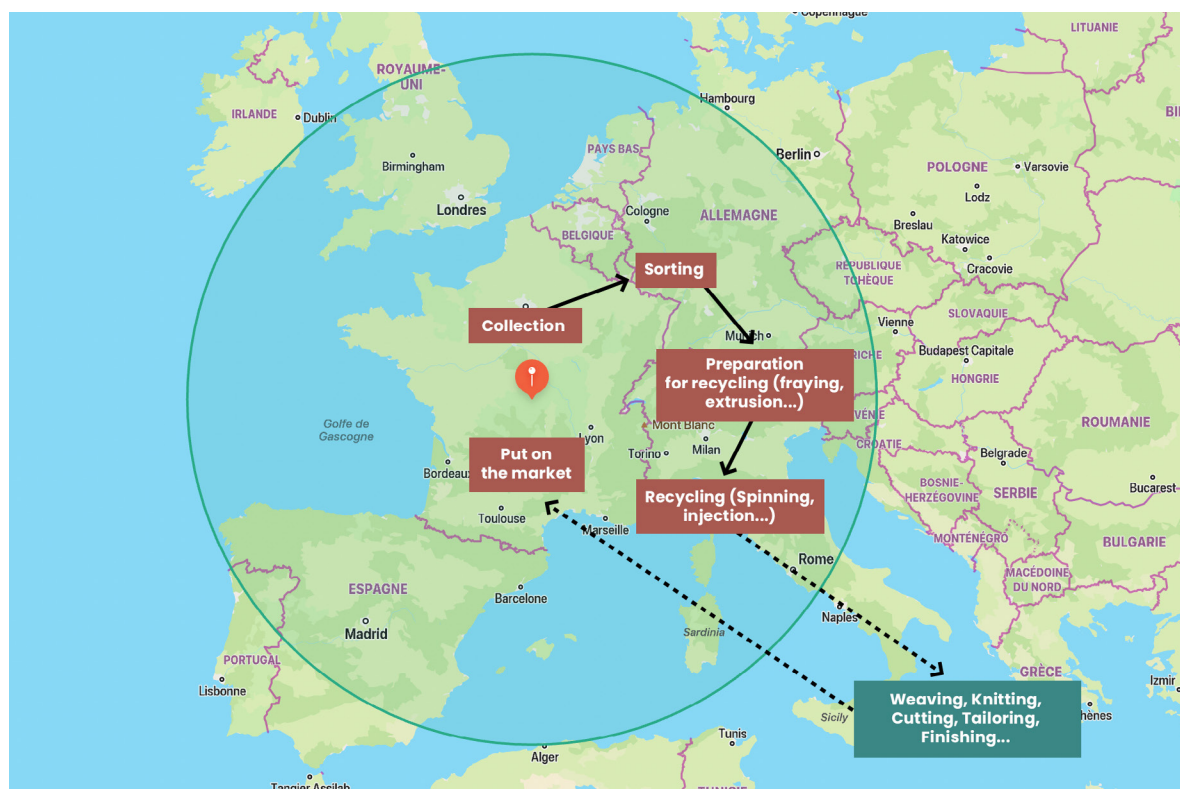 Copenhague
LITUANIE
ROYAUME-
UNI
IRLANDE
Dublin
Hambourg
Birmingham
PAYS BAS
Berlin
POLOGNE
Varsovie
Londres
Lodz
Cologne
ALLEMAGNE
Breslau
BELGIQUE
Katowice
Cracovie
Sorting
RÉPUBLIQUE
TCHÈQUE
SLOVAQUIE
Collection
Vienne
Munich
Budapest Capitale
Preparation
for recycling (fraying,
extrusion...)
HONGRIE
Golfe de
Gascogne
Mont Blanc
ROUMANIE
Lyon
Milan
CROATIE
Torino
Put on
the market
Bordeaux
Belgrade
BOSNIE-
HERZÉGOVINE
SERBIE
Bucarest
Recycling (Spinning,
injection...)
Toulouse
Marseille
MONTÉNÉGRO
BULGARIE
Rome
MACÉDOINE
DU NORD
ESPAGNE
Barcelone
Naples
Madrid
Sardinia
PORTUGAL
GRÈCE
Lisbonne
Izmir
Weaving, Knitting,
Cutting, Tailoring,
Finishing...
Sicily
Tunis
Alger
Tangier Assilah
TUNISIE